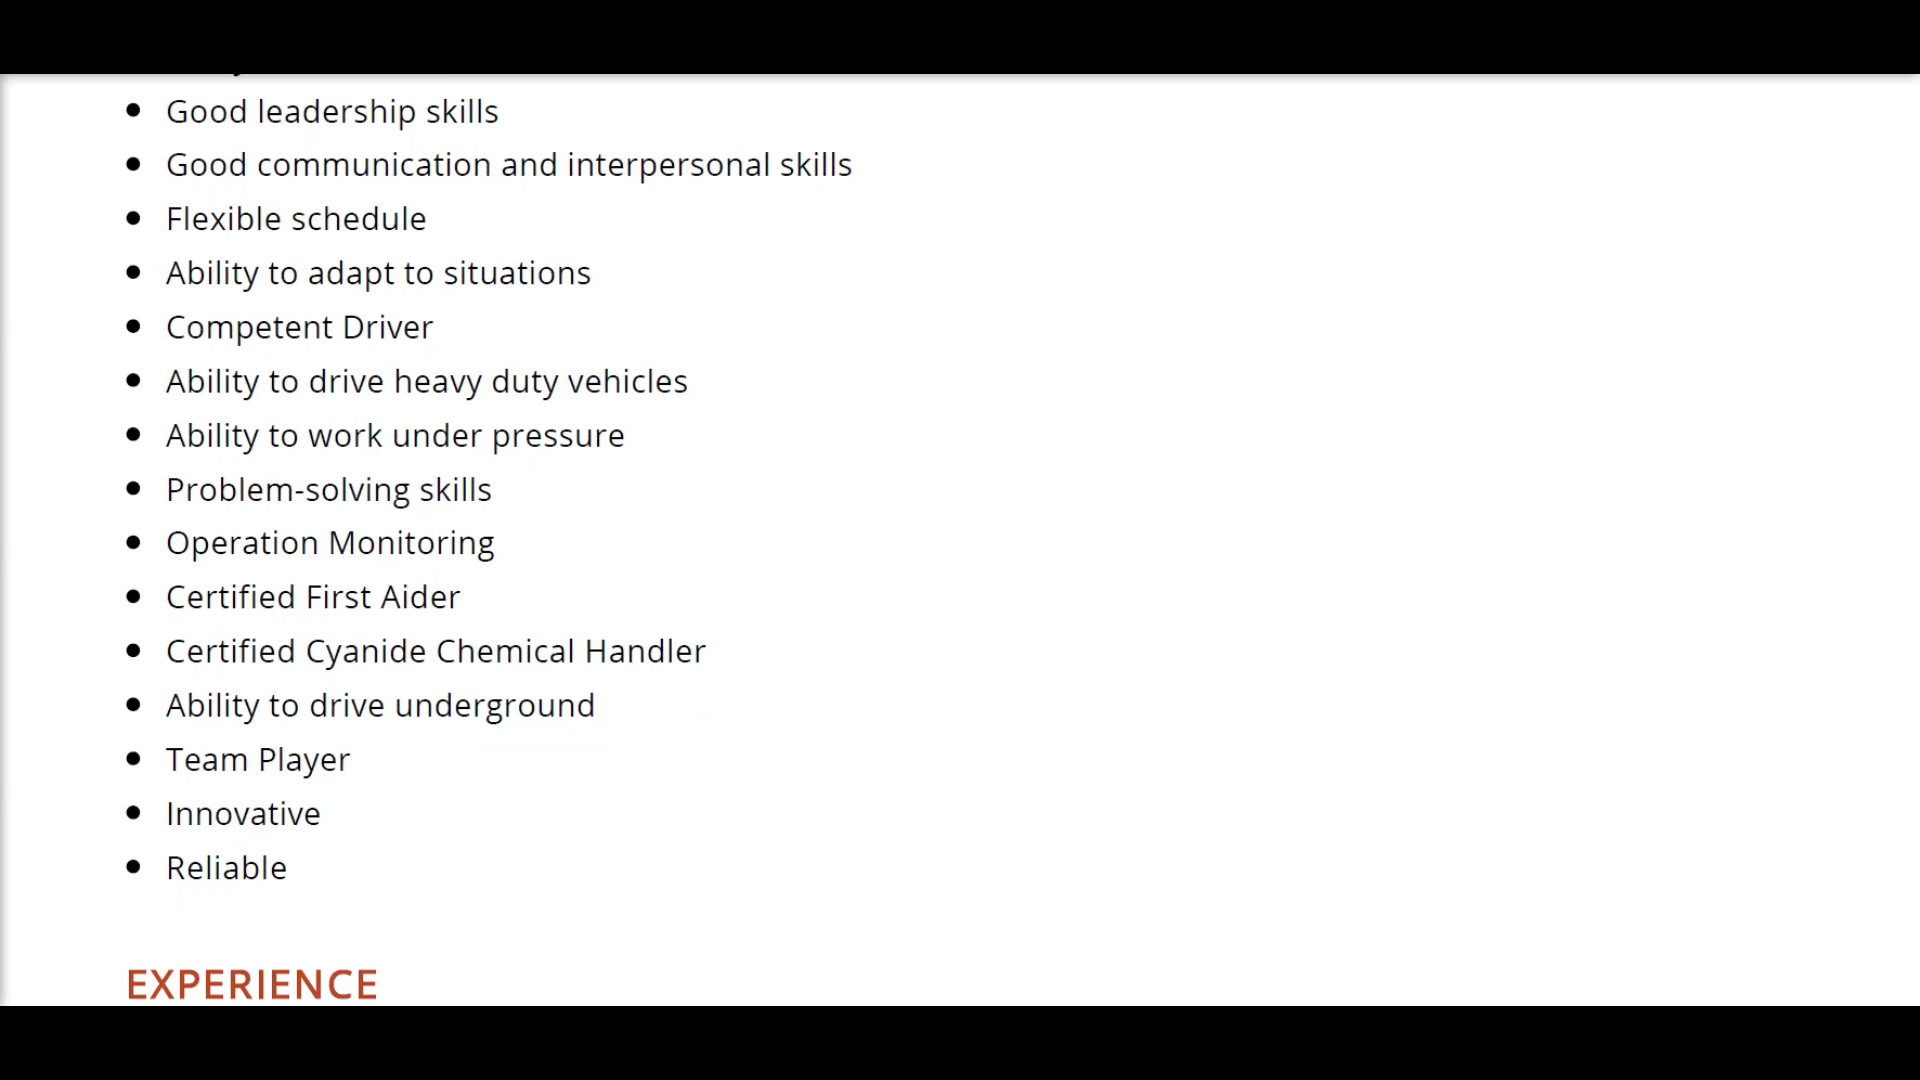 • Good leadership skills
• Good communication and interpersonal skills
• Flexible schedule
• Ability to adapt to situations
• Competent Driver
• Ability to drive heavy duty vehicles
• Ability to work under pressure
• Problem-solving skills
• Operation Monitoring
• Certified First Aider
• Certified Cyanide Chemical Handler
• Ability to drive underground
• Team Player
• Innovative
• Reliable
EXPERIENCE